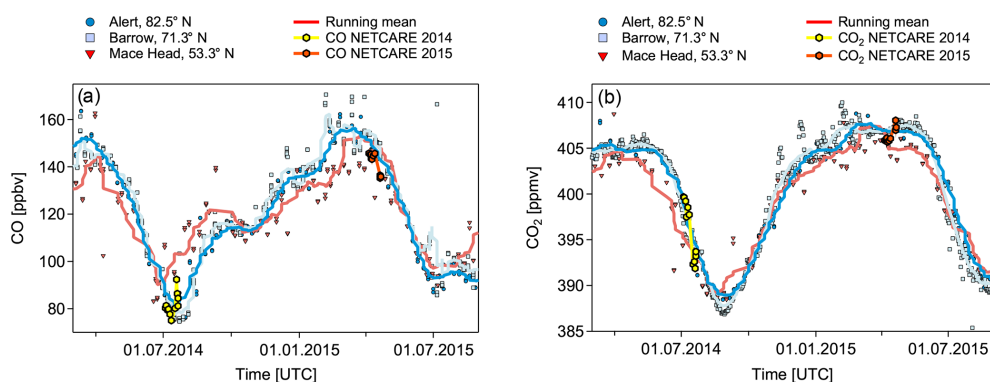 Alert, 82.5° N
Barrow, 71.3° N
Mace Head, 53.3° N
Running mean
CO NETCARE 2014
CO NETCARE 2015
(a)
CO [ppbv]
160
140
120
100
80
01.07.2014
01.01.2015
01.07.2015
Time [UTC]
Alert, 82.5° N
Barrow, 71.3° N
Mace Head, 53.3° N
Running mean
CO₂ NETCARE 2014
CO₂ NETCARE 2015
(b)
CO₂ [ppmv]
410
405
400
395
390
385
01.07.2014
01.01.2015
01.07.2015
Time [UTC]